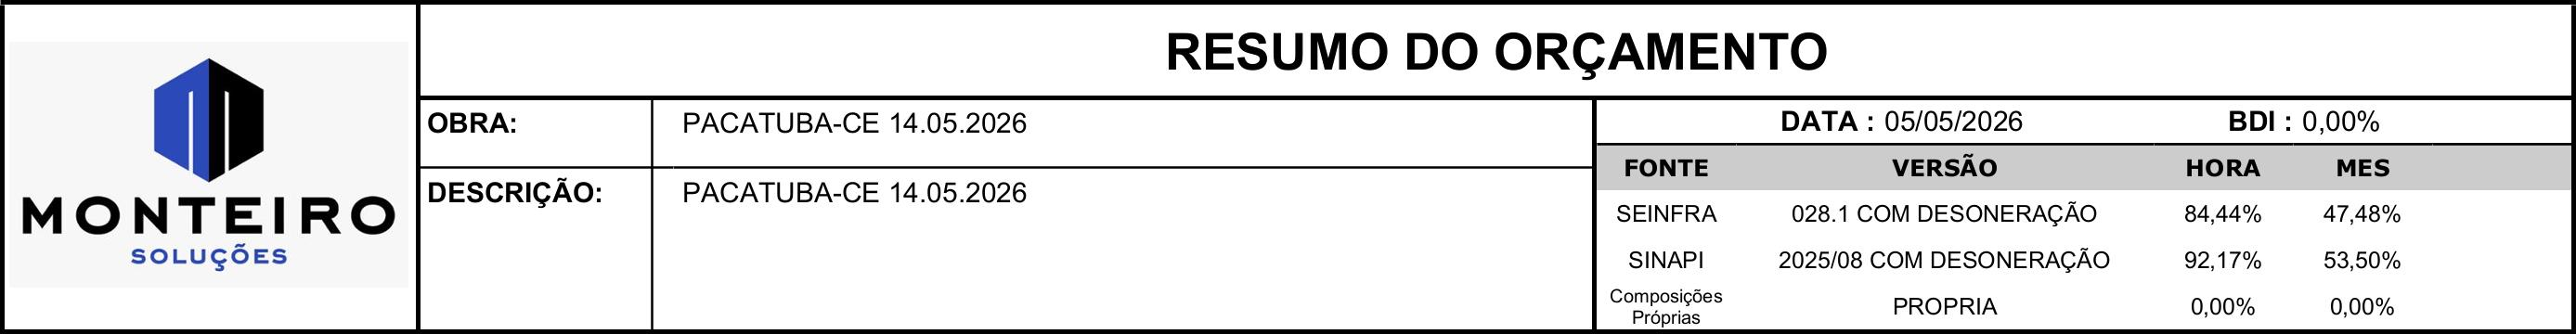 MONTEIRO
SOLUÇÕES
RESUMO DO ORÇAMENTO
OBRA: PACATUBA-CE 14.05.2026
DESCRIÇÃO: PACATUBA-CE 14.05.2026
DATA : 05/05/2026 BDI : 0,00%
FONTE VERSÃO HORA MES
SEINFRA 028.1 COM DESONERAÇÃO 84,44% 47,48%
SINAPI 2025/08 COM DESONERAÇÃO 92,17% 53,50%
Composições
Próprias PROPRIA 0,00% 0,00%